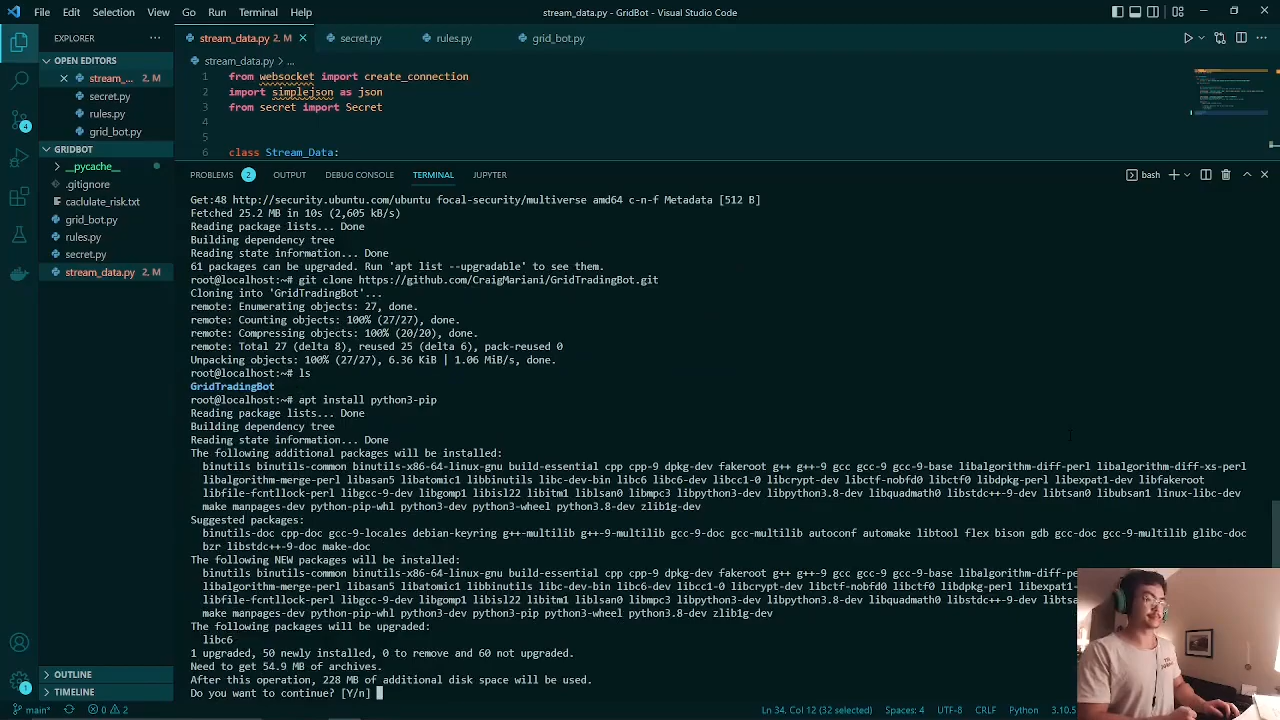 File Edit Selection View Go Run Terminal Help stream_data.py - GridBot - Visual Studio Code
EXPLORER ...
stream_data.py 2, M secret.py rules.py grid_bot.py
OPEN EDITORS
stream_... 2, M
secret.py
rules.py
grid_bot.py
GRIDBOT
__pycache__
.gitignore
caclulate_risk.txt
grid_bot.py
rules.py
secret.py
stream_data.py 2, M
stream_data.py > ...
1 from websocket import create_connection
2 import simplejson as json
3 from secret import Secret
4
5
6 class Stream_Data:
PROBLEMS 2 OUTPUT DEBUG CONSOLE TERMINAL JUPYTER bash
Get:48 http://security.ubuntu.com/ubuntu focal-security/multiverse amd64 c-n-f Metadata [512 B]
Fetched 25.2 MB in 10s (2,605 kB/s)
Reading package lists... Done
Building dependency tree
Reading state information... Done
61 packages can be upgraded. Run 'apt list --upgradable' to see them.
root@localhost:~# git clone https://github.com/CraigMariani/GridTradingBot.git
Cloning into 'GridTradingBot'...
remote: Enumerating objects: 27, done.
remote: Counting objects: 100% (27/27), done.
remote: Compressing objects: 100% (20/20), done.
remote: Total 27 (delta 8), reused 25 (delta 6), pack-reused 0
Unpacking objects: 100% (27/27), 6.36 KiB | 1.06 MiB/s, done.
root@localhost:~# ls
GridTradingBot
root@localhost:~# apt install python3-pip
Reading package lists... Done
Building dependency tree
Reading state information... Done
The following additional packages will be installed:
binutils binutils-common binutils-x86-64-linux-gnu build-essential cpp cpp-9 dpkg-dev fakeroot g++ g++-9 gcc gcc-9 gcc-9-base libalgorithm-diff-perl libalgorithm-diff-xs-perl
libalgorithm-merge-perl libasan5 libatomic1 libbinutils libc-dev-bin libc6 libc6-dev libcc1-0 libcrypt-dev libctf-nobfd0 libctf0 libdpkg-perl libexpat1-dev libfakeroot
libfile-fcntllock-perl libgcc-9-dev libgomp1 libisl22 libitm1 liblsan0 libmpc3 libpython3-dev libpython3.8-dev libquadmath0 libstdc++-9-dev libtsan0 libubsan1 linux-libc-dev
make manpages-dev python-pip-whl python3-dev python3-wheel python3.8-dev zlib1g-dev
Suggested packages:
binutils-doc cpp-doc gcc-9-locales debian-keyring g++-multilib g++-9-multilib gcc-9-doc gcc-multilib autoconf automake libtool flex bison gdb gcc-doc gcc-9-multilib glibc-doc
bzr libstdc++-9-doc make-doc
The following NEW packages will be installed:
binutils binutils-common binutils-x86-64-linux-gnu build-essential cpp cpp-9 dpkg-dev fakeroot g++ g++-9 gcc gcc-9 gcc-9-base libalgorithm-diff-pe
libalgorithm-merge-perl libasan5 libatomic1 libbinutils libc-dev-bin libc6-dev libcc1-0 libcrypt-dev libctf-nobfd0 libctf0 libdpkg-perl libexpat1
libfile-fcntllock-perl libgcc-9-dev libgomp1 libisl22 libitm1 liblsan0 libmpc3 libpython3-dev libpython3.8-dev libquadmath0 libstdc++-9-dev libtsa
make manpages-dev python-pip-whl python3-dev python3-pip python3-wheel python3.8-dev zlib1g-dev
The following packages will be upgraded:
libc6
1 upgraded, 50 newly installed, 0 to remove and 60 not upgraded.
Need to get 54.9 MB of archives.
After this operation, 228 MB of additional disk space will be used.
Do you want to continue? [Y/n]
4
1
OUTLINE
TIMELINE
main* 0 2 Ln 34, Col 12 (32 selected) Spaces: 4 UTF-8 CRLF Python 3.10.5